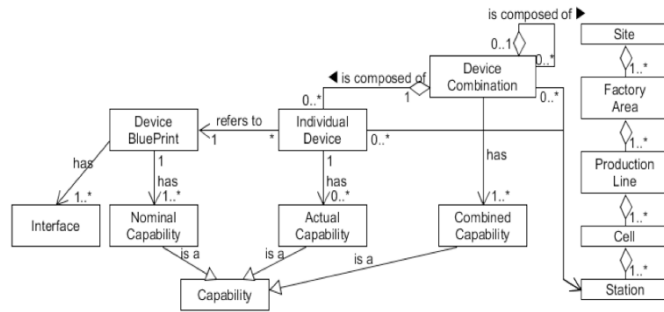 is composed of ▶
0..1
0..*
Site
1..*
Device
Combination
◀ is composed of
0..*
1
0..*
Factory
Area
1..*
Device
BluePrint
refers to
1
*
Individual
Device
0..*
Production
Line
1..*
has
1
has
1
has
has
1..*
1..*
0..*
1..*
Interface
Nominal
Capability
Actual
Capability
Combined
Capability
Cell
1..*
is a
is a
is a
Capability
Station